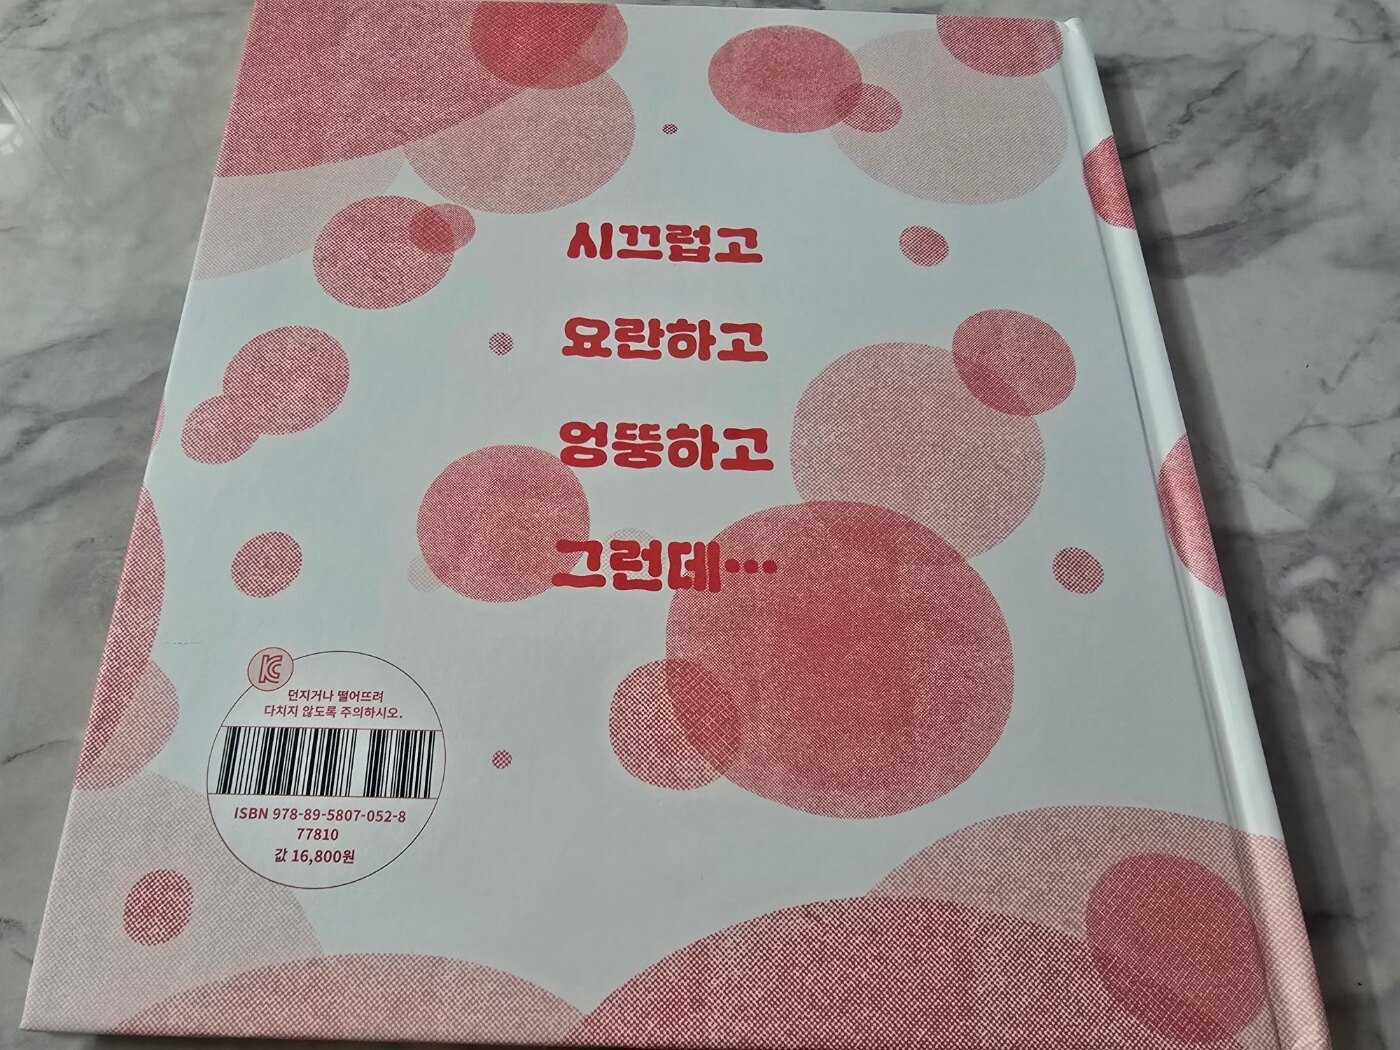 시끄럽고
요란하고
엉뚱하고
그런데…
KC
던지거나 떨어뜨려
다치지 않도록 주의하시오.
ISBN 978-89-5807-052-8
77810
값 16,800원